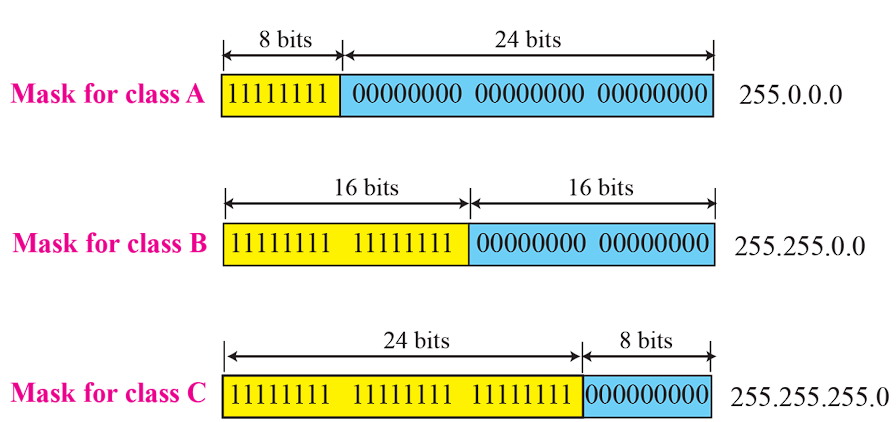 8 bits 24 bits
Mask for class A 11111111 00000000 00000000 00000000 255.0.0.0
16 bits 16 bits
Mask for class B 11111111 11111111 00000000 00000000 255.255.0.0
24 bits 8 bits
Mask for class C 11111111 11111111 11111111 000000000 255.255.255.0